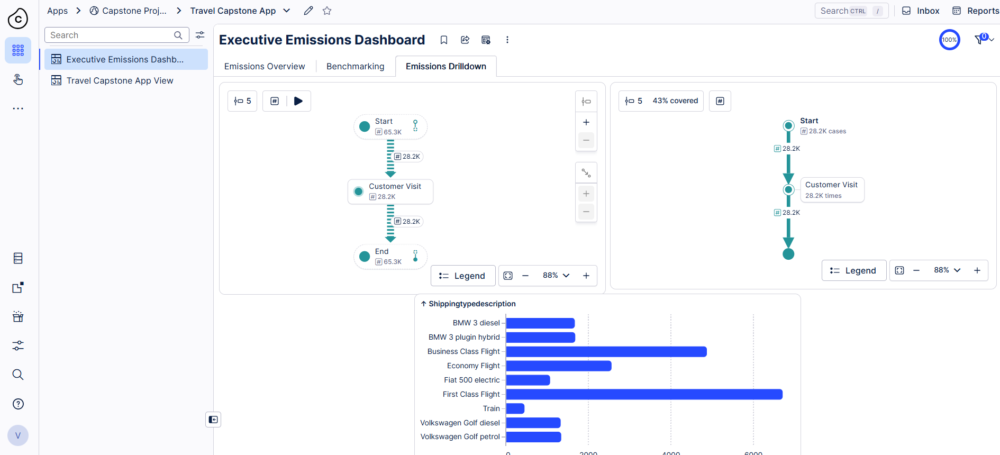 Apps
Capstone Proj...
Travel Capstone App
Search CTRL /
Inbox
Reports
C
Search
Executive Emissions Dashb...
Travel Capstone App View
V
Executive Emissions Dashboard
100%
0
Emissions Overview
Benchmarking
Emissions Drilldown
5
#
Start
# 65.3K
# 28.2K
Customer Visit
# 28.2K
# 28.2K
End
# 65.3K
Legend
88%
5 43% covered
#
Start
# 28.2K cases
# 28.2K
Customer Visit
28.2K times
# 28.2K
Legend
88%
↑ Shippingtypedescription
BMW 3 diesel
BMW 3 plugin hybrid
Business Class Flight
Economy Flight
Fiat 500 electric
First Class Flight
Train
Volkswagen Golf diesel
Volkswagen Golf petrol
0 2000 4000 6000